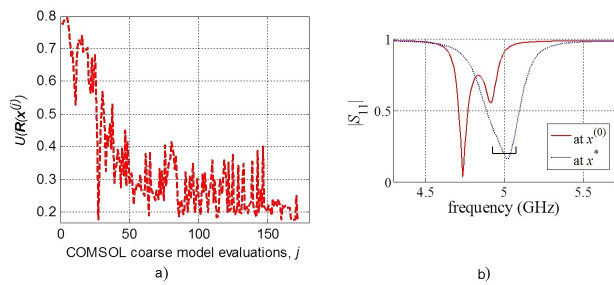 0.8
0.7
0.6
0.5
0.4
0.3
0.2
U(R(x^(j))
0 50 100 150
COMSOL coarse model evaluations, j
a)
1
0.5
0
|S11|
at x^(0)
at x^*
4.5 5 5.5
frequency (GHz)
b)